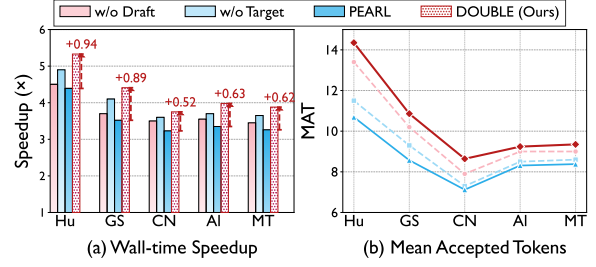 w/o Draft w/o Target PEARL DOUBLE (Ours)
Speedup (×)
6
5
4
3
2
1
+0.94
+0.89
+0.52
+0.63
+0.62
Hu GS CN AI MT
(a) Wall-time Speedup
MAT
14
12
10
8
6
Hu GS CN AI MT
(b) Mean Accepted Tokens